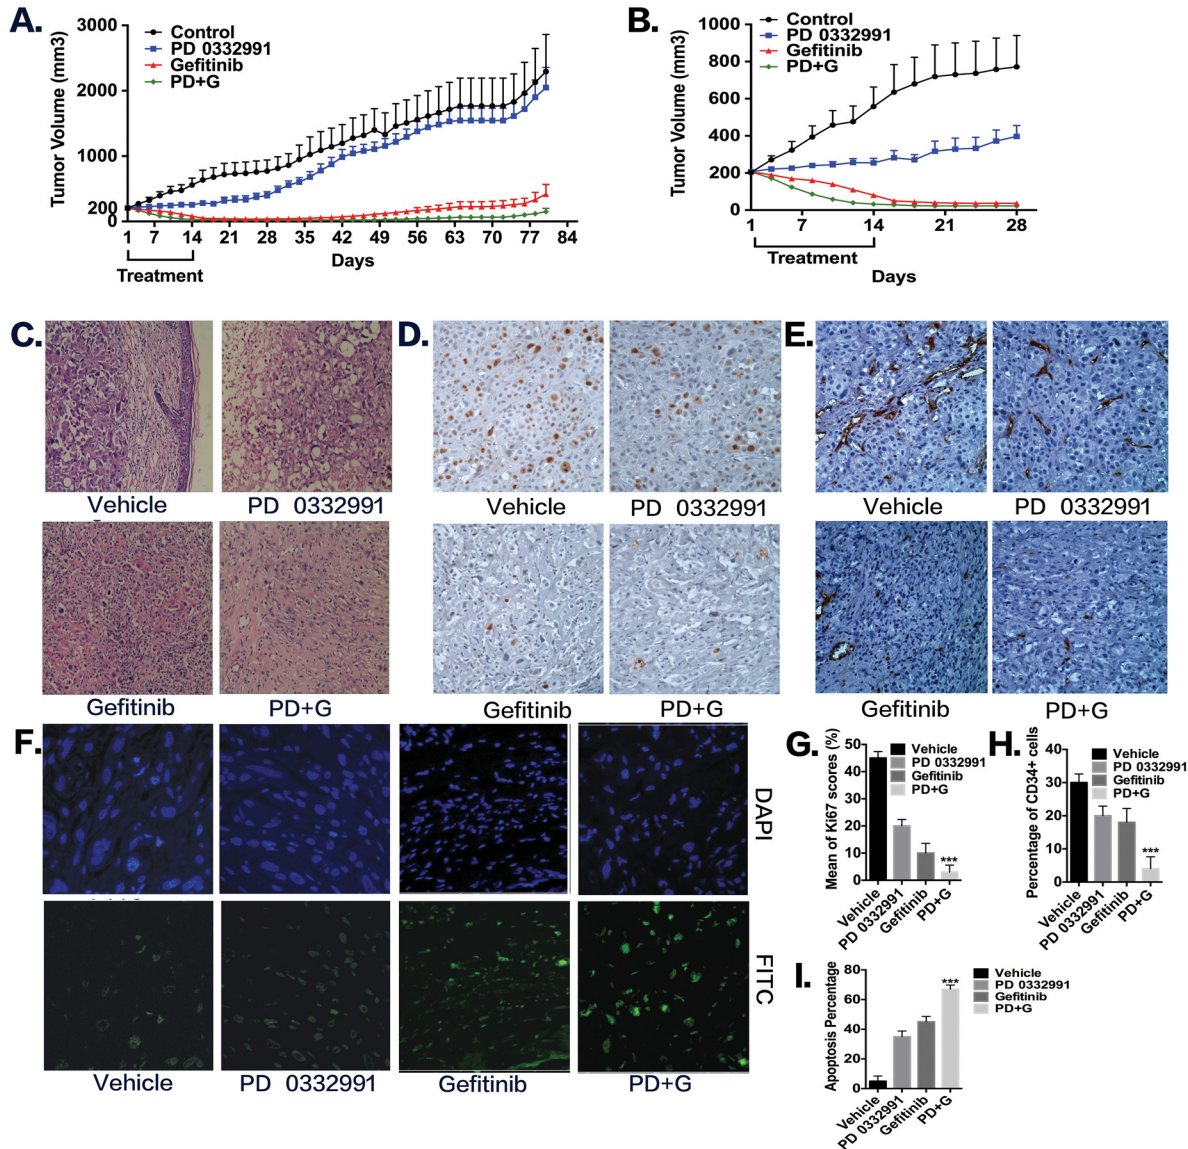 A.
Tumor Volume (mm3)
3000
2000
1000
200
0
Control
PD 0332991
Gefitinib
PD+G
1 7 14 21 28 35 42 49 56 63 70 77 84
Treatment
Days
B.
Tumor Volume (mm3)
1000
800
600
400
200
0
Control
PD 0332991
Gefitinib
PD+G
1 7 14 21 28
Treatment
Days
C.
Vehicle
PD 0332991
Gefitinib
PD+G
D.
Vehicle
PD 0332991
Gefitinib
PD+G
E.
Vehicle
PD 0332991
Gefitinib
PD+G
F.
DAPI
FITC
Vehicle
PD 0332991
Gefitinib
PD+G
G.
Mean of Ki67 scores (%)
50
40
30
20
10
0
Vehicle
PD 0332991
Gefitinib
PD+G
***
Vehicle
PD 0332991
Gefitinib
PD+G
H.
Percentage of CD34+ cells
40
30
20
10
0
Vehicle
PD 0332991
Gefitinib
PD+G
***
Vehicle
PD 0332991
Gefitinib
PD+G
I.
Apoptosis Percentage
80
60
40
20
0
***
Vehicle
PD 0332991
Gefitinib
PD+G
Vehicle
PD 0332991
Gefitinib
PD+G